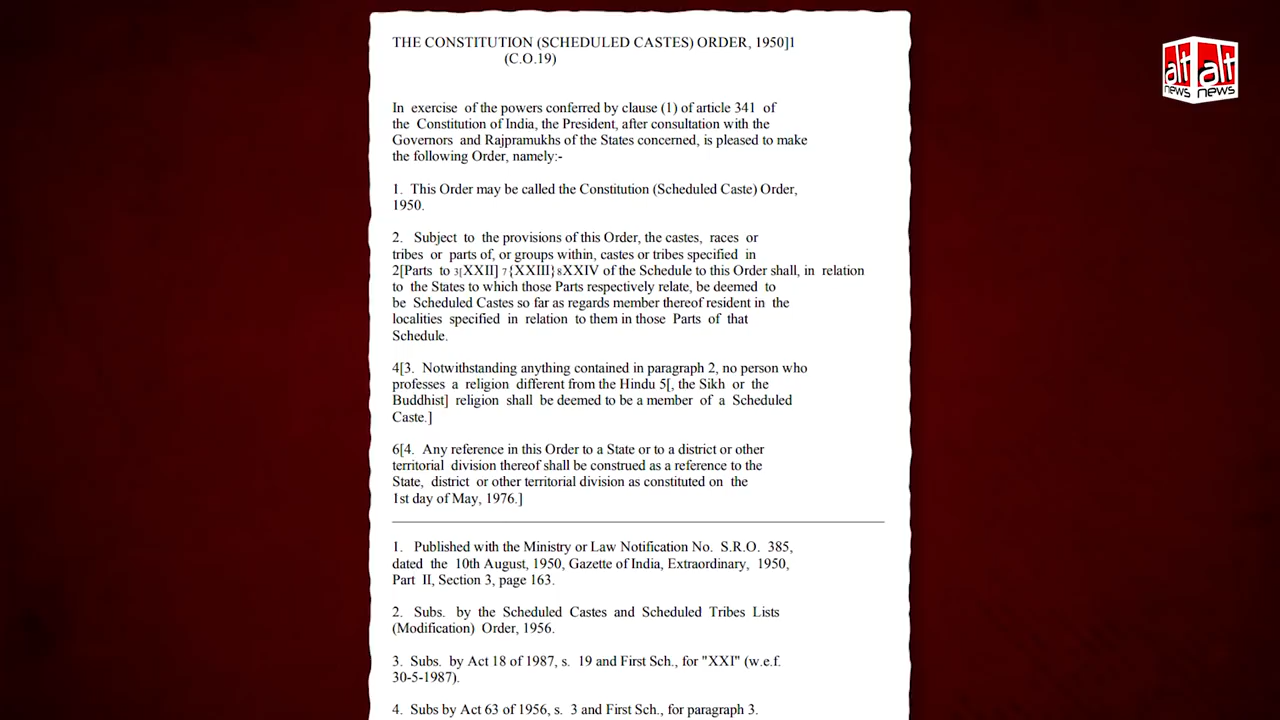 THE CONSTITUTION (SCHEDULED CASTES) ORDER, 1950]1
(C.O.19)
In exercise of the powers conferred by clause (1) of article 341 of
the Constitution of India, the President, after consultation with the
Governors and Rajpramukhs of the States concerned, is pleased to make
the following Order, namely:-
1. This Order may be called the Constitution (Scheduled Caste) Order,
1950.
2. Subject to the provisions of this Order, the castes, races or
tribes or parts of, or groups within, castes or tribes specified in
2[Parts to 3[XXII] 7{XXIII}8XXIV of the Schedule to this Order shall, in relation
to the States to which those Parts respectively relate, be deemed to
be Scheduled Castes so far as regards member thereof resident in the
localities specified in relation to them in those Parts of that
Schedule.
4[3. Notwithstanding anything contained in paragraph 2, no person who
professes a religion different from the Hindu 5[, the Sikh or the
Buddhist] religion shall be deemed to be a member of a Scheduled
Caste.]
6[4. Any reference in this Order to a State or to a district or other
territorial division thereof shall be construed as a reference to the
State, district or other territorial division as constituted on the
1st day of May, 1976.]
1. Published with the Ministry or Law Notification No. S.R.O. 385,
dated the 10th August, 1950, Gazette of India, Extraordinary, 1950,
Part II, Section 3, page 163.
2. Subs. by the Scheduled Castes and Scheduled Tribes Lists
(Modification) Order, 1956.
3. Subs. by Act 18 of 1987, s. 19 and First Sch., for "XXI" (w.e.f.
30-5-1987).
4. Subs by Act 63 of 1956, s. 3 and First Sch., for paragraph 3.
alt alt
news news